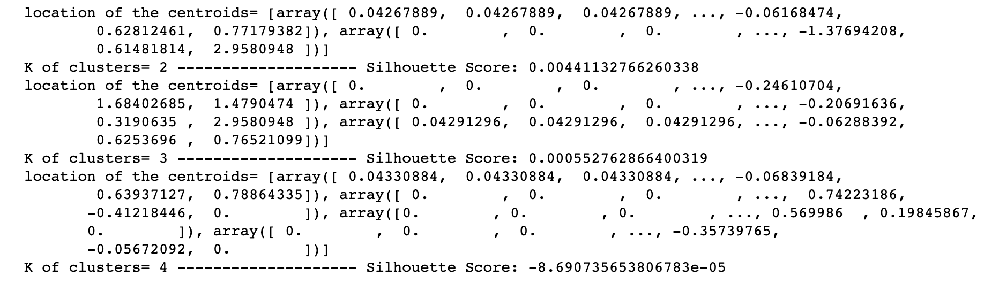 location of the centroids= [array([ 0.04267889,  0.04267889,  0.04267889, ..., -0.06168474,
        0.62812461,  0.77179382]), array([ 0.        ,  0.        ,  0.        , ..., -1.37694208,
        0.61481814,  2.9580948 ])]
K of clusters= 2 -------------------- Silhouette Score: 0.00441132766260338
location of the centroids= [array([ 0.        ,  0.        ,  0.        , ..., -0.24610704,
        1.68402685,  1.4790474 ]), array([ 0.        ,  0.        ,  0.        , ..., -0.20691636,
        0.3190635 ,  2.9580948 ]), array([ 0.04291296,  0.04291296,  0.04291296, ..., -0.06288392,
        0.6253696 ,  0.76521099])]
K of clusters= 3 -------------------- Silhouette Score: 0.000552762866400319
location of the centroids= [array([ 0.04330884,  0.04330884,  0.04330884, ..., -0.06839184,
        0.63937127,  0.78864335]), array([ 0.        ,  0.        ,  0.        , ...,  0.74223186,
       -0.41218446,  0.        ]), array([0.        , 0.        , 0.        , ..., 0.569986  , 0.19845867,
       0.        ]), array([ 0.        ,  0.        ,  0.        , ..., -0.35739765,
       -0.05672092,  0.        ])]
K of clusters= 4 -------------------- Silhouette Score: -8.690735653806783e-05